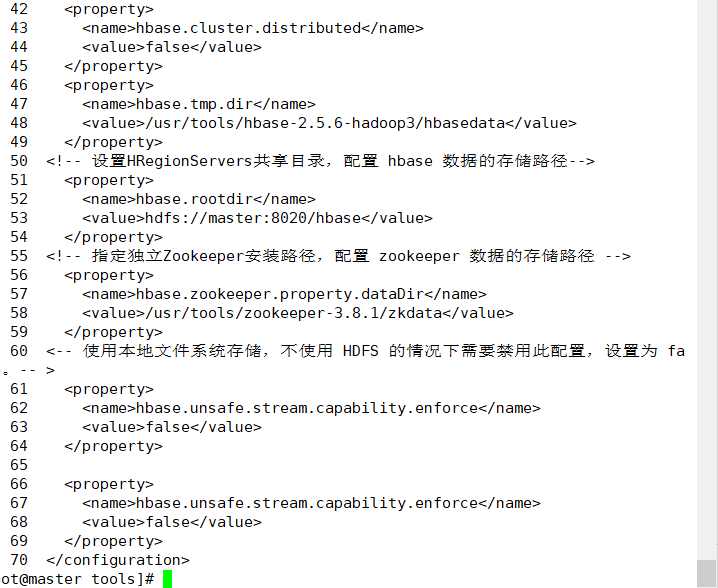 42    <property>
43      <name>hbase.cluster.distributed</name>
44      <value>false</value>
45    </property>
46    <property>
47      <name>hbase.tmp.dir</name>
48      <value>/usr/tools/hbase-2.5.6-hadoop3/hbasedata</value>
49    </property>
50  <!-- 设置HRegionServers共享目录，配置 hbase 数据的存储路径-->
51    <property>
52      <name>hbase.rootdir</name>
53      <value>hdfs://master:8020/hbase</value>
54    </property>
55  <!-- 指定独立Zookeeper安装路径，配置 zookeeper 数据的存储路径 -->
56    <property>
57      <name>hbase.zookeeper.property.dataDir</name>
58      <value>/usr/tools/zookeeper-3.8.1/zkdata</value>
59    </property>
60  <-- 使用本地文件系统存储，不使用 HDFS 的情况下需要禁用此配置，设置为 fa
。-- >
61    <property>
62      <name>hbase.unsafe.stream.capability.enforce</name>
63      <value>false</value>
64    </property>
65
66    <property>
67      <name>hbase.unsafe.stream.capability.enforce</name>
68      <value>false</value>
69    </property>
70  </configuration>
ot@master tools]#